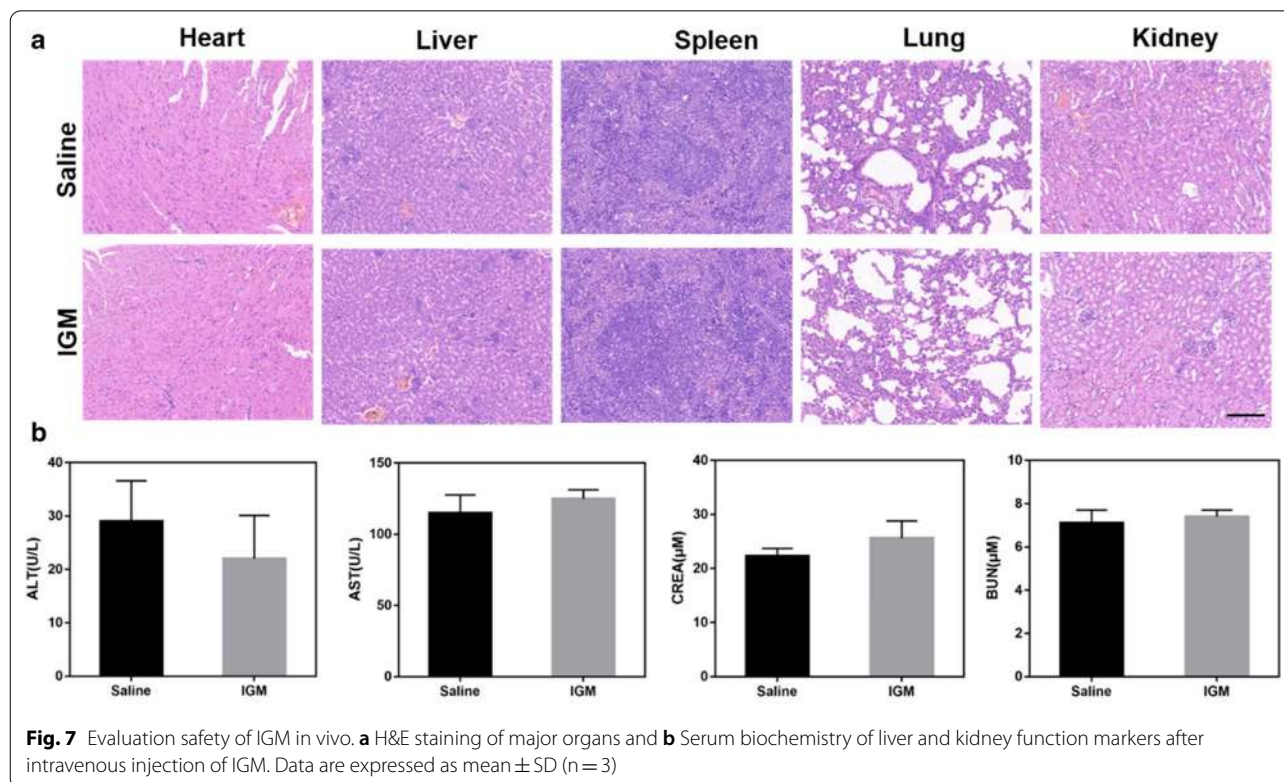 a
Heart Liver Spleen Lung Kidney
Saline
IGM
b
40
30
20
10
0
ALT(U/L)
Saline IGM
150
100
50
0
AST(U/L)
Saline IGM
40
30
20
10
0
CREA(μM)
Saline IGM
10
8
6
4
2
0
BUN(μM)
Saline IGM
Fig. 7 Evaluation safety of IGM in vivo. a H&E staining of major organs and b Serum biochemistry of liver and kidney function markers after
intravenous injection of IGM. Data are expressed as mean ± SD (n = 3)